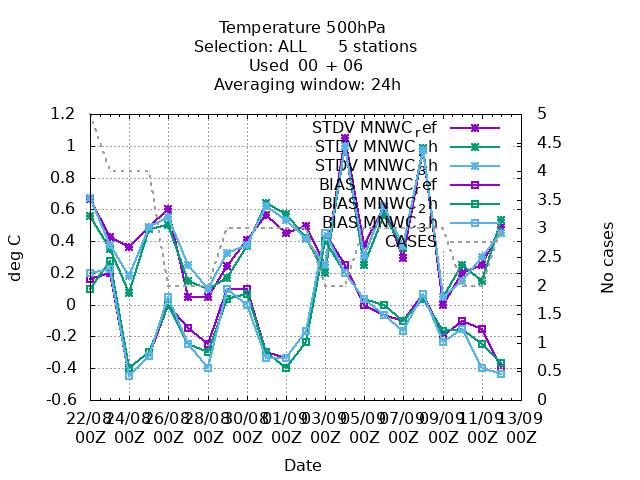 Temperature 500hPa
Selection: ALL 5 stations
Used 00 + 06
Averaging window: 24h
STDV MNWC_ref
STDV MNWC_2h
STDV MNWC_3h
BIAS MNWC_ref
BIAS MNWC_2h
BIAS MNWC_3h
CASES
1.2
1
0.8
0.6
0.4
0.2
0
-0.2
-0.4
-0.6
deg C
5
4.5
4
3.5
3
2.5
2
1.5
1
0.5
0
No cases
22/08 24/08 26/08 28/08 30/08 01/09 03/09 05/09 07/09 09/09 11/09 13/09
00Z 00Z 00Z 00Z 00Z 00Z 00Z 00Z 00Z 00Z 00Z 00Z
Date